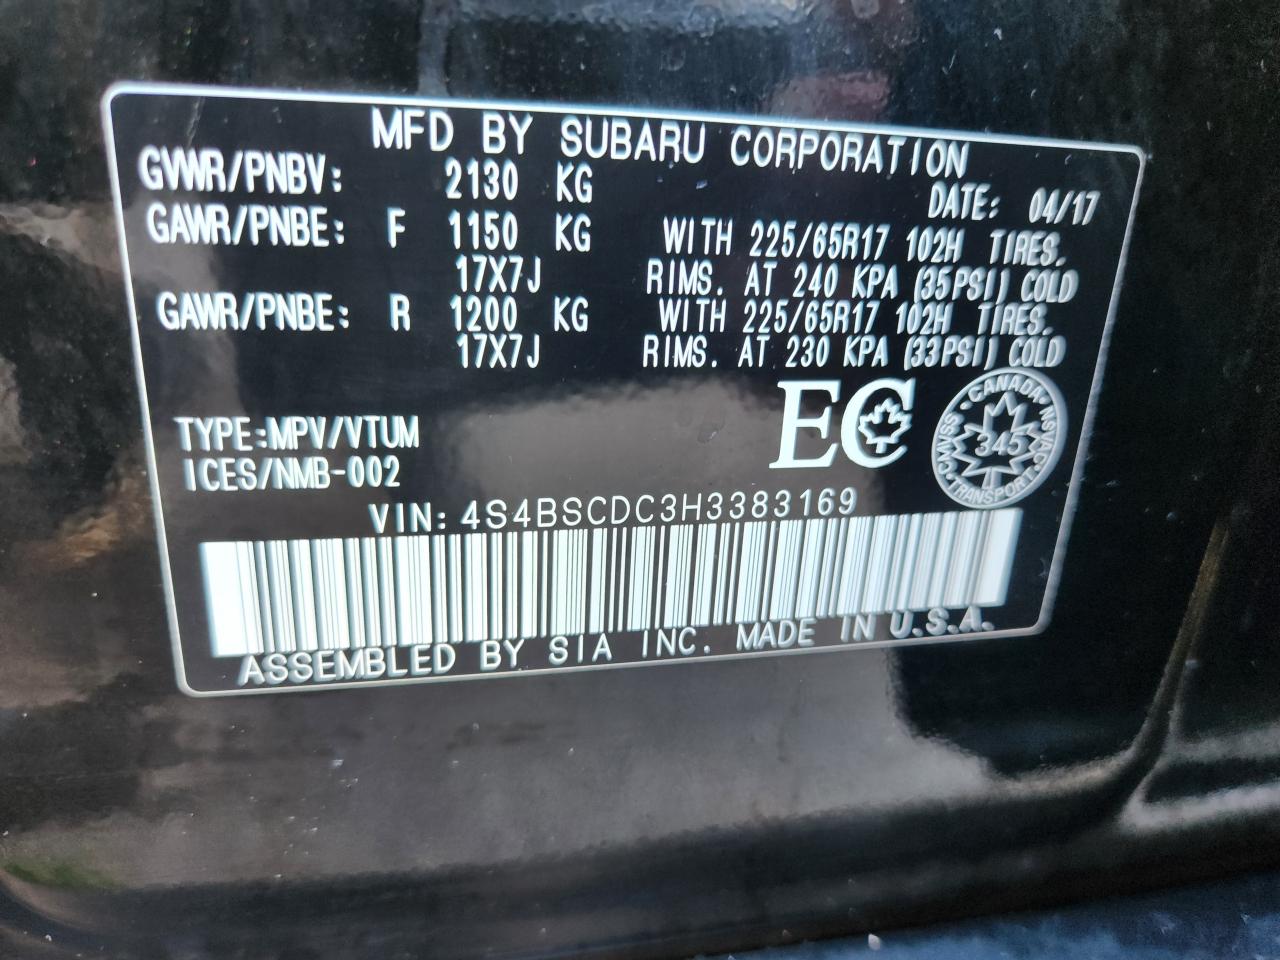 MFD BY SUBARU CORPORATION
GVWR/PNBV: 2130 KG DATE: 04/17
GAWR/PNBE: F 1150 KG WITH 225/65R17 102H TIRES.
17X7J RIMS. AT 240 KPA (35PSI) COLD
GAWR/PNBE: R 1200 KG WITH 225/65R17 102H TIRES.
17X7J RIMS. AT 230 KPA (33PSI) COLD
EC
CANADA · NSVAC · TRANSPORT · CMVSS
345
TYPE:MPV/VTUM
ICES/NMB-002
VIN: 4S4BSCDC3H3383169
ASSEMBLED BY SIA INC. MADE IN U.S.A.